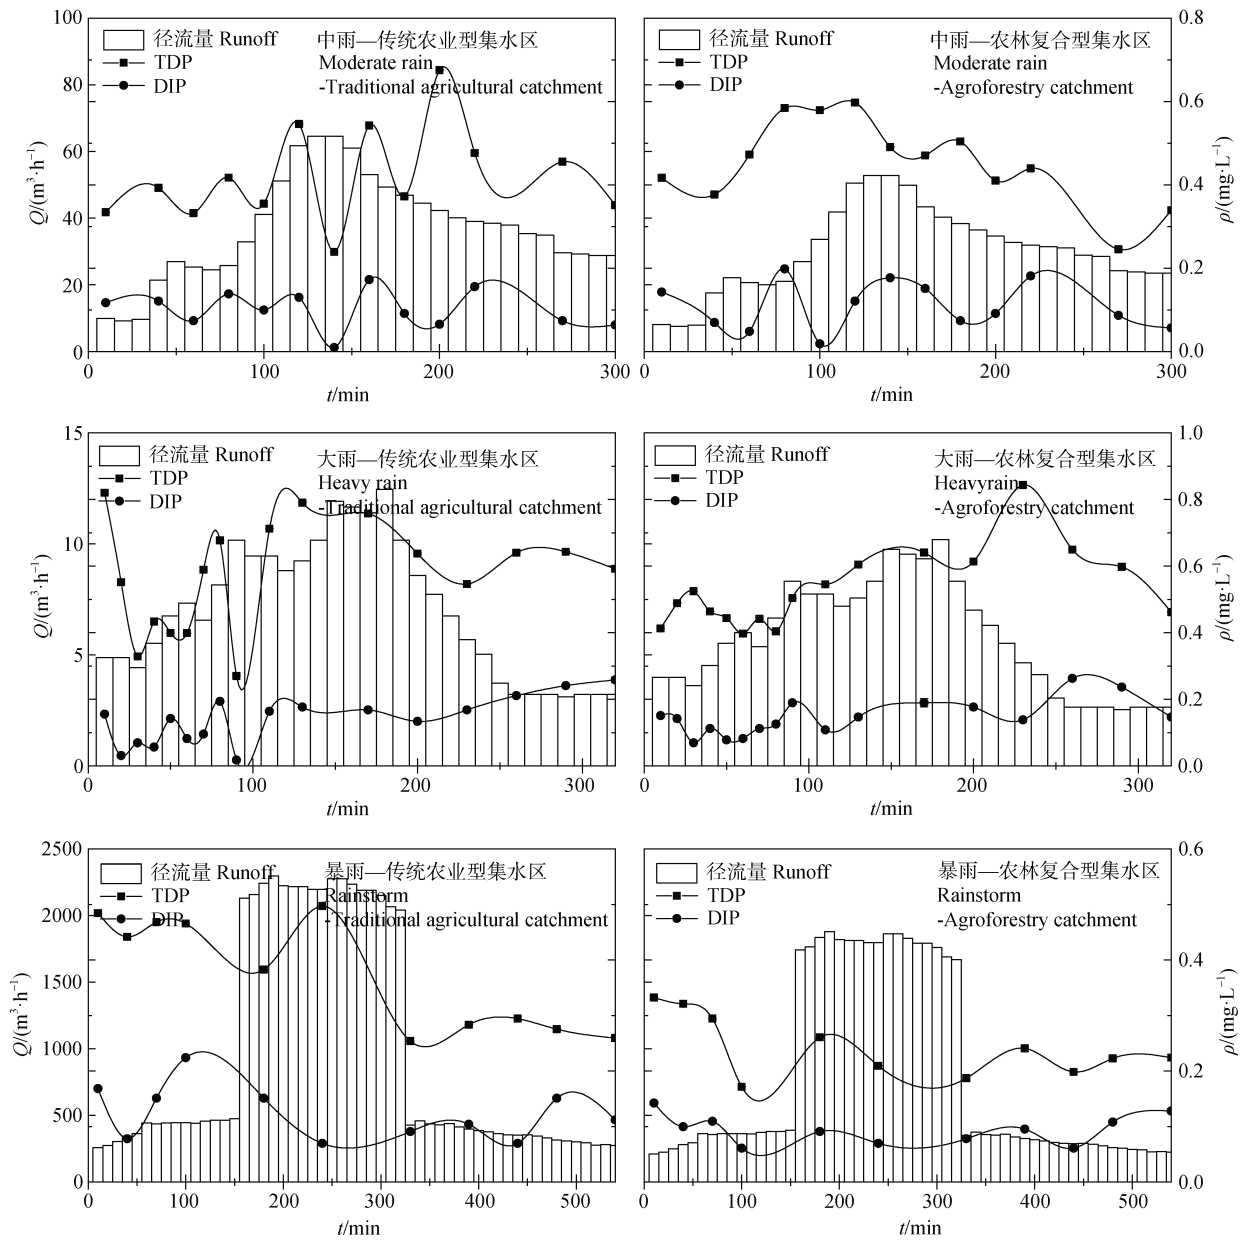 100
80
60
40
20
0
Q/(m³·h⁻¹)
径流量 Runoff
TDP
DIP
中雨—传统农业型集水区
Moderate rain
-Traditional agricultural catchment
0
100
200
300
t/min
径流量 Runoff
TDP
DIP
中雨—农林复合型集水区
Moderate rain
-Agroforestry catchment
0.8
0.6
0.4
0.2
0.0
ρ/(mg·L⁻¹)
0
100
200
300
t/min
15
10
5
0
Q/(m³·h⁻¹)
径流量 Runoff
TDP
DIP
大雨—传统农业型集水区
Heavy rain
-Traditional agricultural catchment
0
100
200
300
t/min
径流量 Runoff
TDP
DIP
大雨—农林复合型集水区
Heavyrain
-Agroforestry catchment
1.0
0.8
0.6
0.4
0.2
0.0
ρ/(mg·L⁻¹)
0
100
200
300
t/min
2500
2000
1500
1000
500
0
Q/(m³·h⁻¹)
径流量 Runoff
TDP
DIP
暴雨—传统农业型集水区
Rainstorm
-Traditional agricultural catchment
0
100
200
300
400
500
t/min
径流量 Runoff
TDP
DIP
暴雨—农林复合型集水区
Rainstorm
-Agroforestry catchment
0.6
0.4
0.2
0.0
ρ/(mg·L⁻¹)
0
100
200
300
400
500
t/min